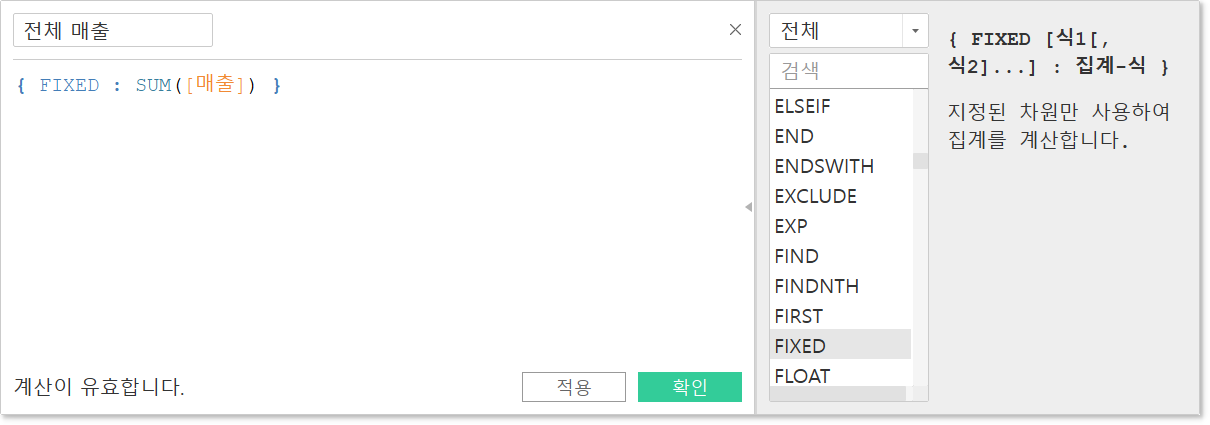 전체 매출
{ FIXED : SUM([매출]) }
계산이 유효합니다.
적용
확인
전체
검색
ELSEIF
END
ENDSWITH
EXCLUDE
EXP
FIND
FINDNTH
FIRST
FIXED
FLOAT
{ FIXED [식1[,
식2]...] : 집계-식 }
지정된 차원만 사용하여
집계를 계산합니다.